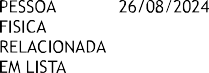 PESSOA 26/08/2024
FISICA
RELACIONADA
EM LISTA